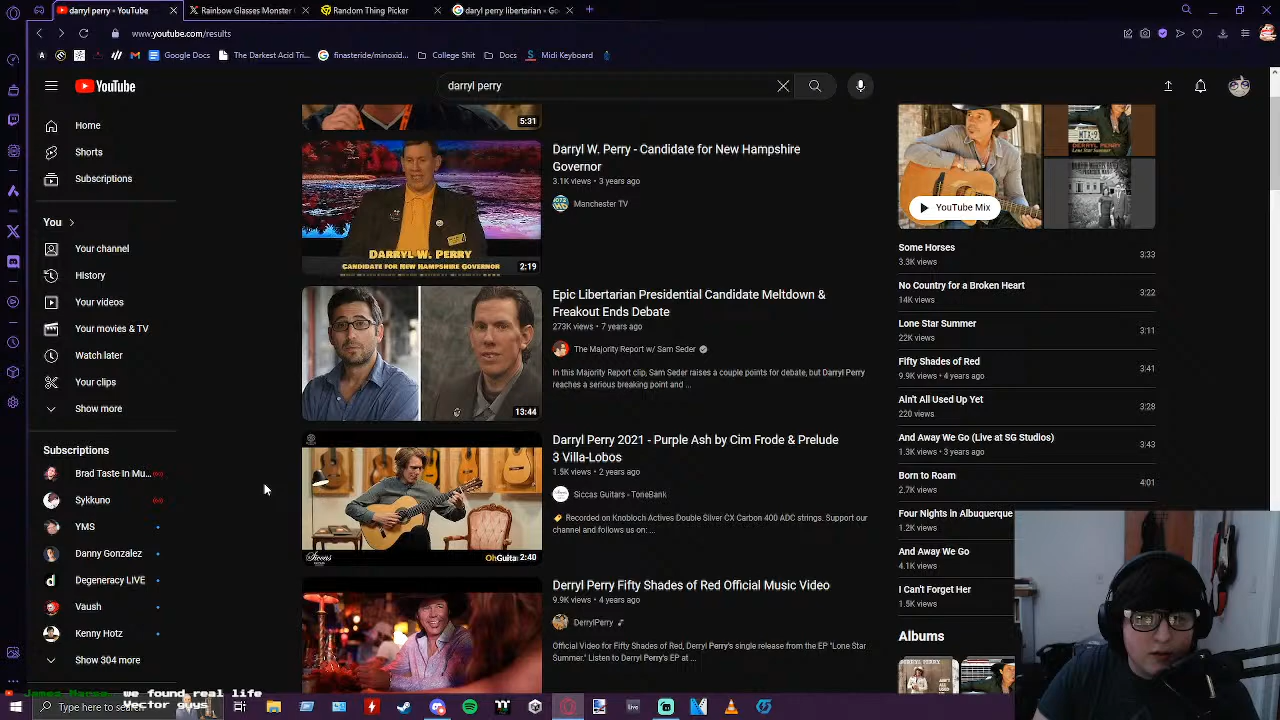 darryl perry - YouTube
Rainbow Glasses Monster
Random Thing Picker
daryl perry libertarian - Go
www.youtube.com/results
Google Docs
The Darkest Acid Tri...
finasteride/minoxid...
College Shit
Docs
Midi Keyboard
YouTube
darryl perry
Home
Shorts
Subscriptions
You
Your channel
History
Your videos
Your movies & TV
Watch later
Your clips
Show more
Subscriptions
Brad Taste In Mu...
Sykkuno
YMS
Danny Gonzalez
Degeneracy LIVE
Vaush
Kenny Hotz
Show 304 more
5:31
DARRYL W. PERRY
CANDIDATE FOR NEW HAMPSHIRE GOVERNOR
2:19
Darryl W. Perry - Candidate for New Hampshire
Governor
3.1K views • 3 years ago
Manchester TV
13:44
Epic Libertarian Presidential Candidate Meltdown &
Freakout Ends Debate
273K views • 7 years ago
The Majority Report w/ Sam Seder
In this Majority Report clip, Sam Seder raises a couple points for debate, but Darryl Perry
reaches a serious breaking point and ...
Siccas
OhGuitar
2:40
Darryl Perry 2021 - Purple Ash by Cim Frode & Prelude
3 Villa-Lobos
1.5K views • 2 years ago
Siccas Guitars - ToneBank
Recorded on Knobloch Actives Double Silver CX Carbon 400 ADC strings. Support our
channel and follow us on: ...
Derryl Perry Fifty Shades of Red Official Music Video
9.9K views • 4 years ago
DerrylPerry
Official Video for Fifty Shades of Red, Derryl Perry's single release from the EP "Lone Star
Summer." Listen to Derryl Perry's EP at ...
DERRYL PERRY
YouTube Mix
Some Horses
3.3K views
3:33
No Country for a Broken Heart
14K views
3:22
Lone Star Summer
22K views
3:11
Fifty Shades of Red
9.9K views • 4 years ago
3:41
Ain't All Used Up Yet
220 views
3:28
And Away We Go (Live at SG Studios)
1.3K views • 3 years ago
3:43
Born to Roam
2.7K views
4:01
Four Nights in Albuquerque
1.2K views
And Away We Go
4.1K views
I Can't Forget Her
1.5K views
Albums
we found real life
Vector guys
Type here to
Live